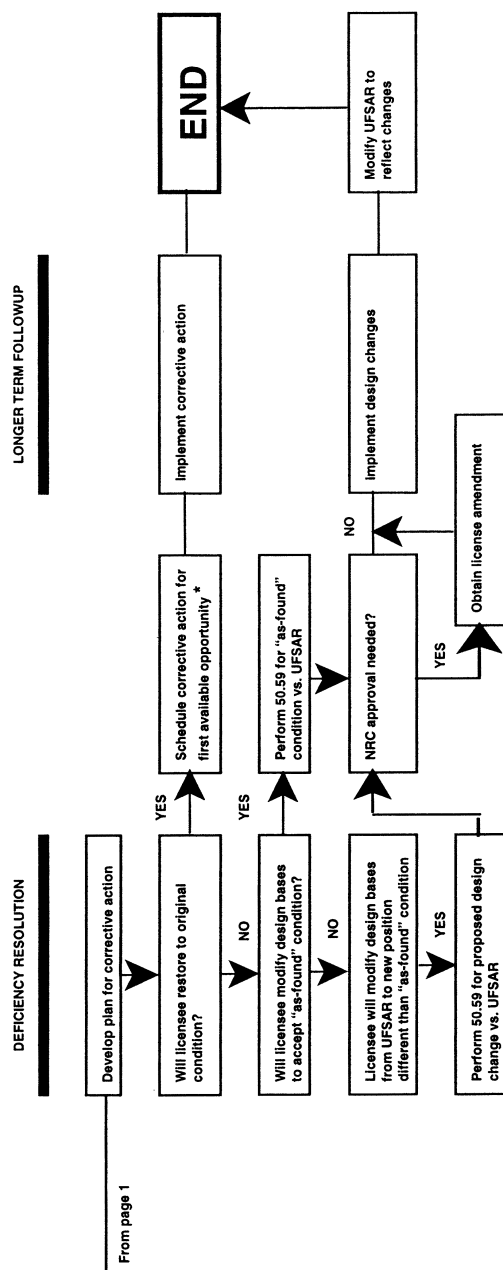 DEFICIENCY RESOLUTION
LONGER TERM FOLLOWUP
From page 1
Develop plan for corrective action
Will licensee restore to original
condition?
YES
Schedule corrective action for
first available opportunity *
Implement corrective action
END
NO
Will licensee modify design bases
to accept "as-found" condition?
YES
Perform 50.59 for "as-found"
condition vs. UFSAR
NO
Licensee will modify design bases
from UFSAR to new position
different than "as-found" condition
NRC approval needed?
NO
Implement design changes
Modify UFSAR to
reflect changes
YES
Perform 50.59 for proposed design
change vs. UFSAR
YES
Obtain license amendment